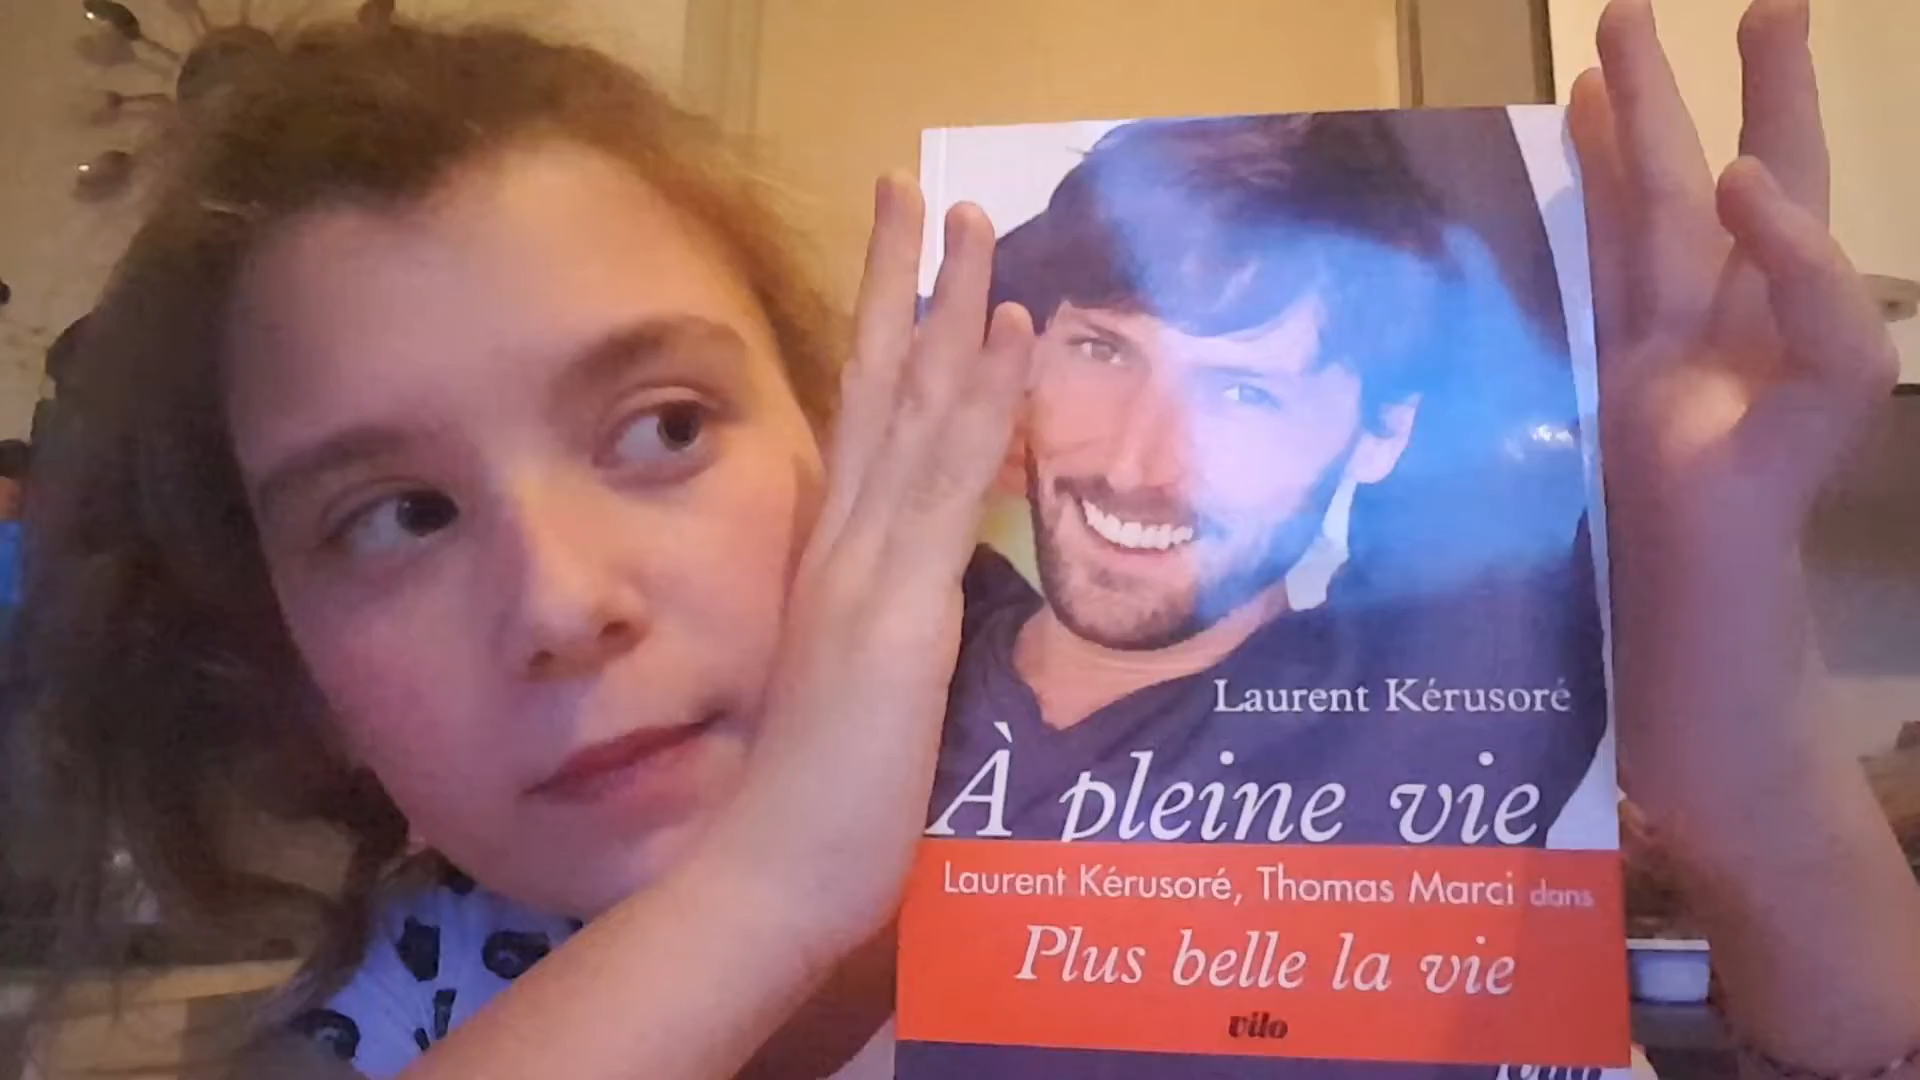 Laurent Kérusoré
À pleine vie
Laurent Kérusoré, Thomas Marci dans
Plus belle la vie
vilo